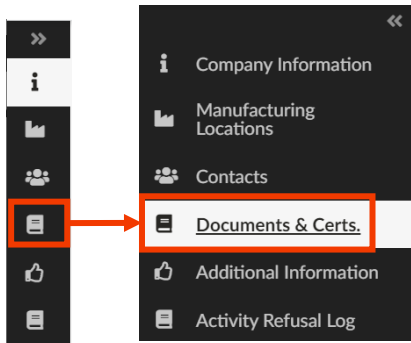 Company Information
Manufacturing
Locations
Contacts
Documents & Certs.
Additional Information
Activity Refusal Log